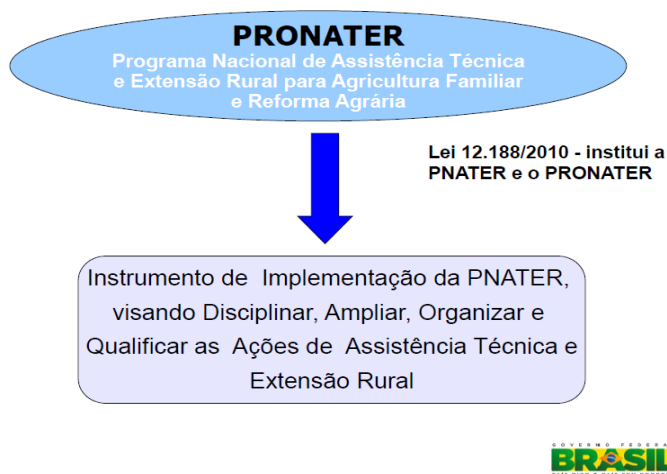 PRONATER
Programa Nacional de Assistência Técnica
e Extensão Rural para Agricultura Familiar
e Reforma Agrária
Lei 12.188/2010 - institui a
PNATER e o PRONATER
Instrumento de Implementação da PNATER,
visando Disciplinar, Ampliar, Organizar e
Qualificar as Ações de Assistência Técnica e
Extensão Rural
GOVERNO FEDERA
BRASIL